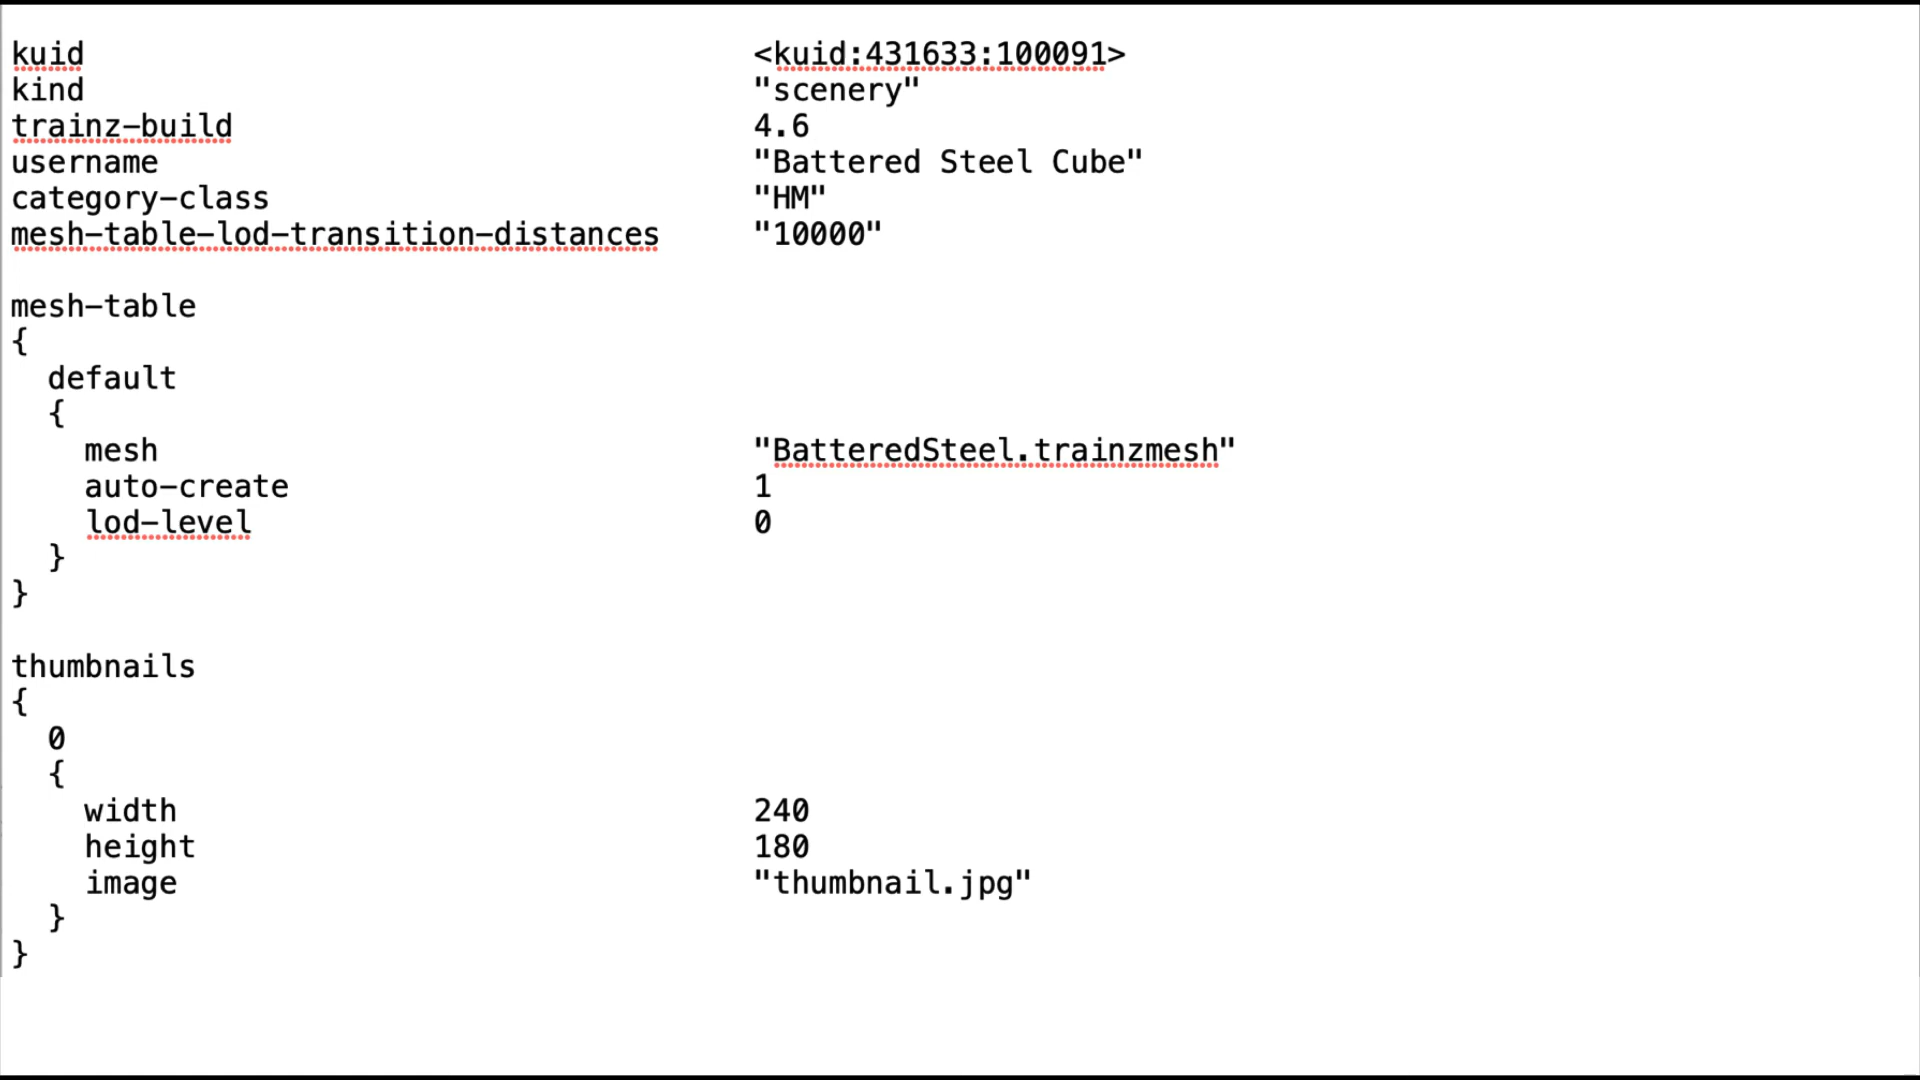 kuid <kuid:431633:100091>
kind "scenery"
trainz-build 4.6
username "Battered Steel Cube"
category-class "HM"
mesh-table-lod-transition-distances "10000"
mesh-table
{
default
{
mesh "BatteredSteel.trainzmesh"
auto-create 1
lod-level 0
}
}
thumbnails
{
0
{
width 240
height 180
image "thumbnail.jpg"
}
}